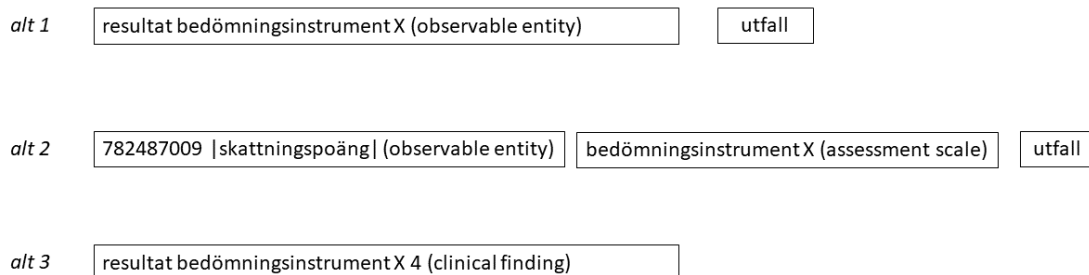 alt 1 resultat bedömningsinstrument X (observable entity) utfall
alt 2 782487009 |skattningspoäng| (observable entity) bedömningsinstrument X (assessment scale) utfall
alt 3 resultat bedömningsinstrument X 4 (clinical finding)